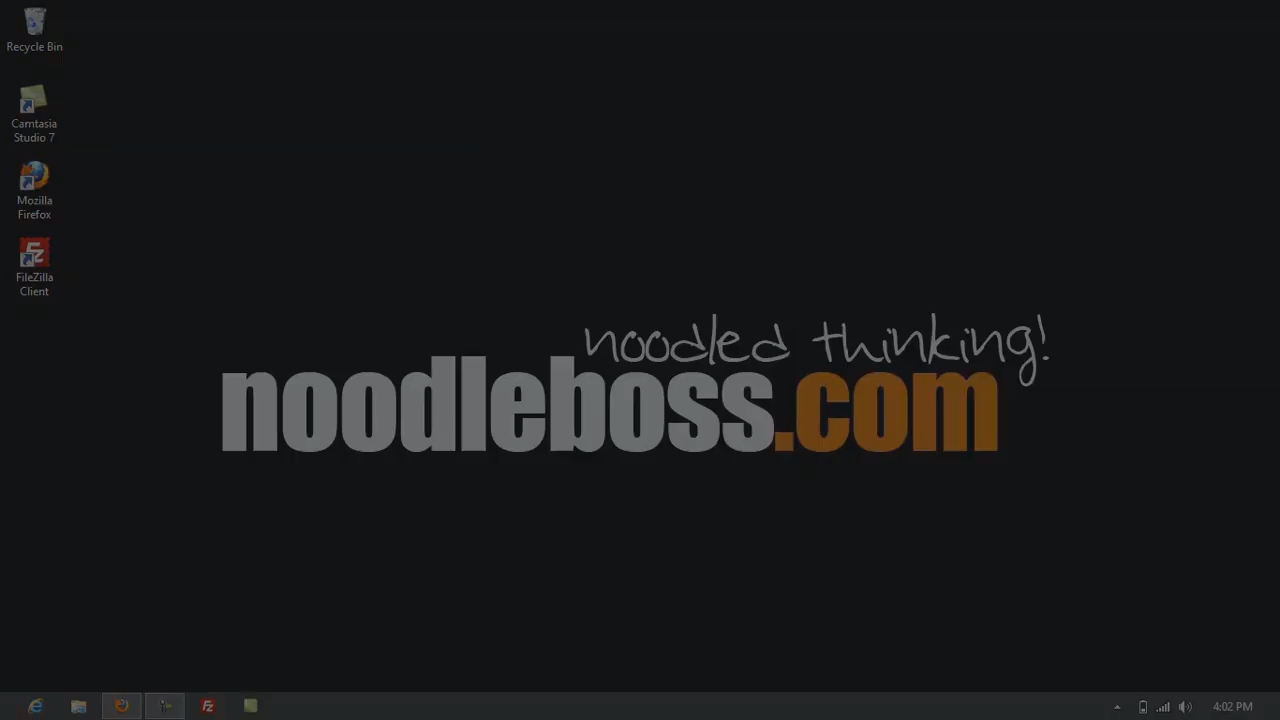 Recycle Bin
Camtasia
Studio 7
Mozilla
Firefox
FileZilla
Client
noodled thinking!
noodleboss.com
4:02 PM